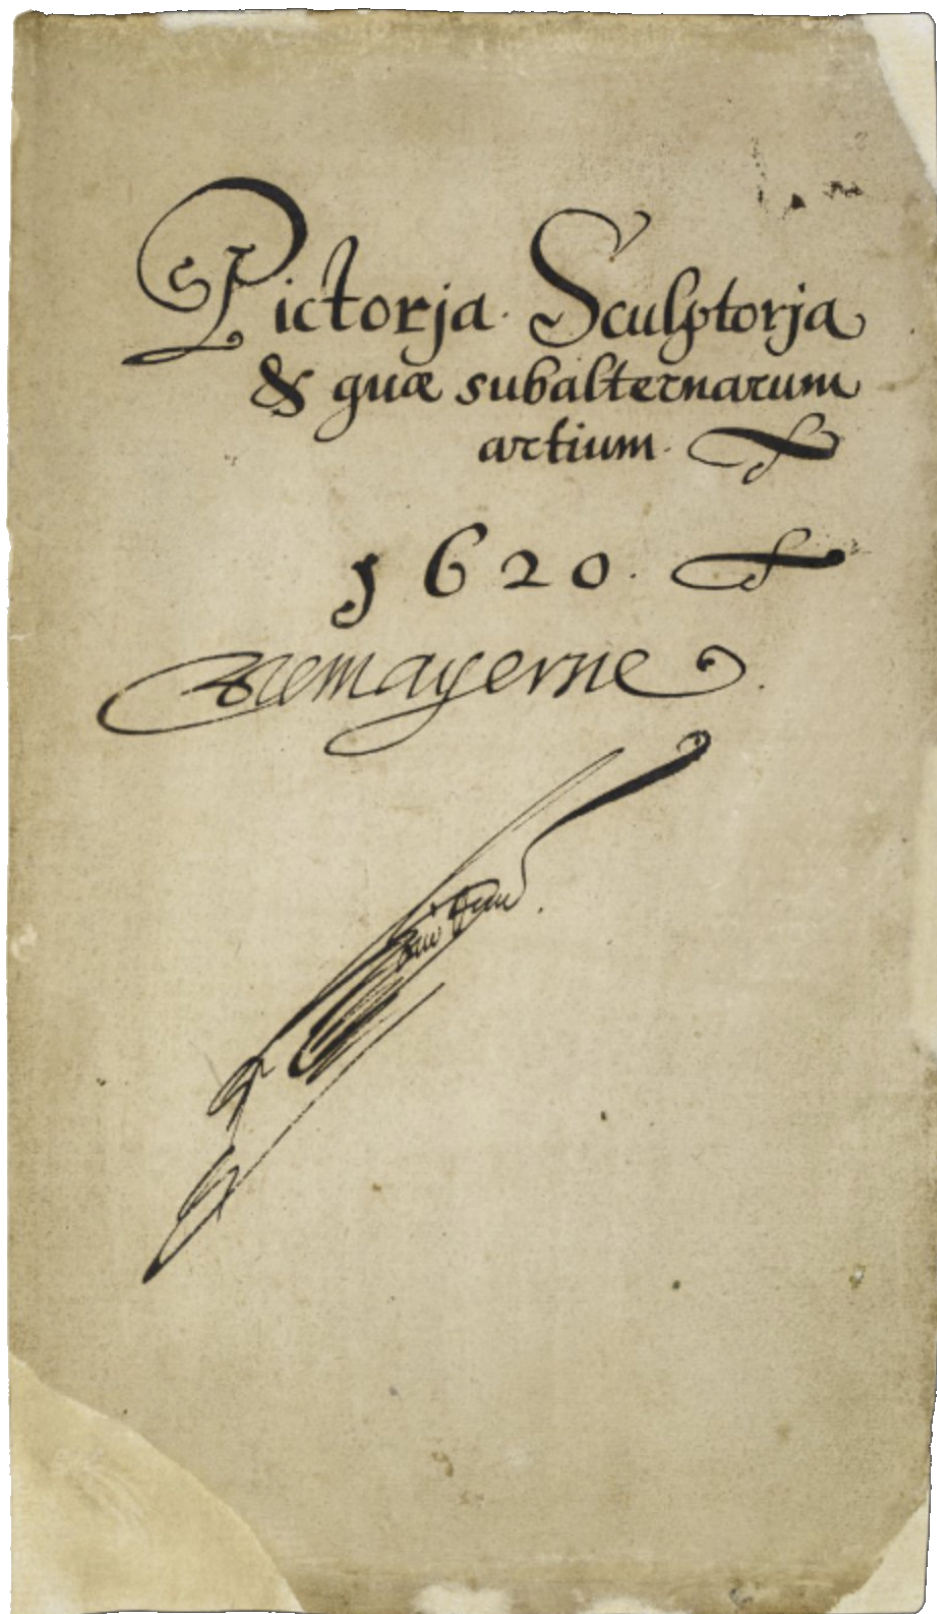 Pictorja. Sculptorja
& quæ subalternarum
artium.
1620.
mayerne.